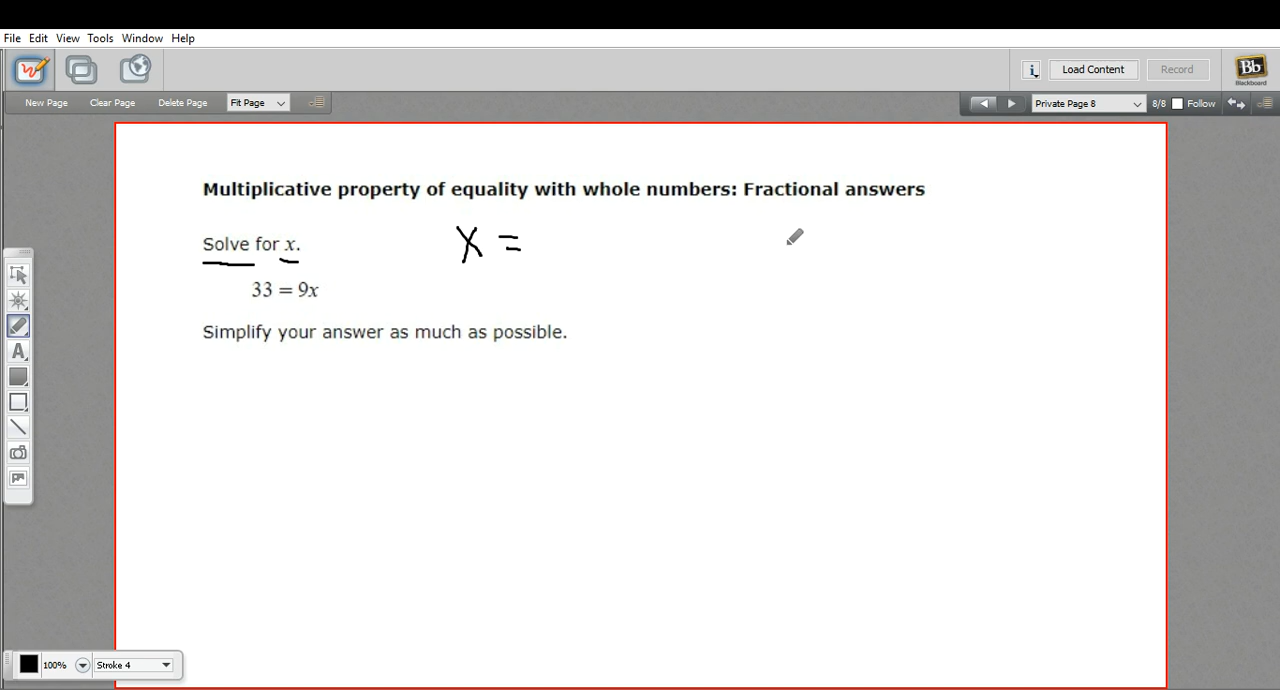 File Edit View Tools Window Help
i Load Content Record Bb
Blackboard
New Page Clear Page Delete Page Fit Page Private Page 8 8/8 Follow
Multiplicative property of equality with whole numbers: Fractional answers
Solve for x. X =
33 = 9x
Simplify your answer as much as possible.
A
100% Stroke 4